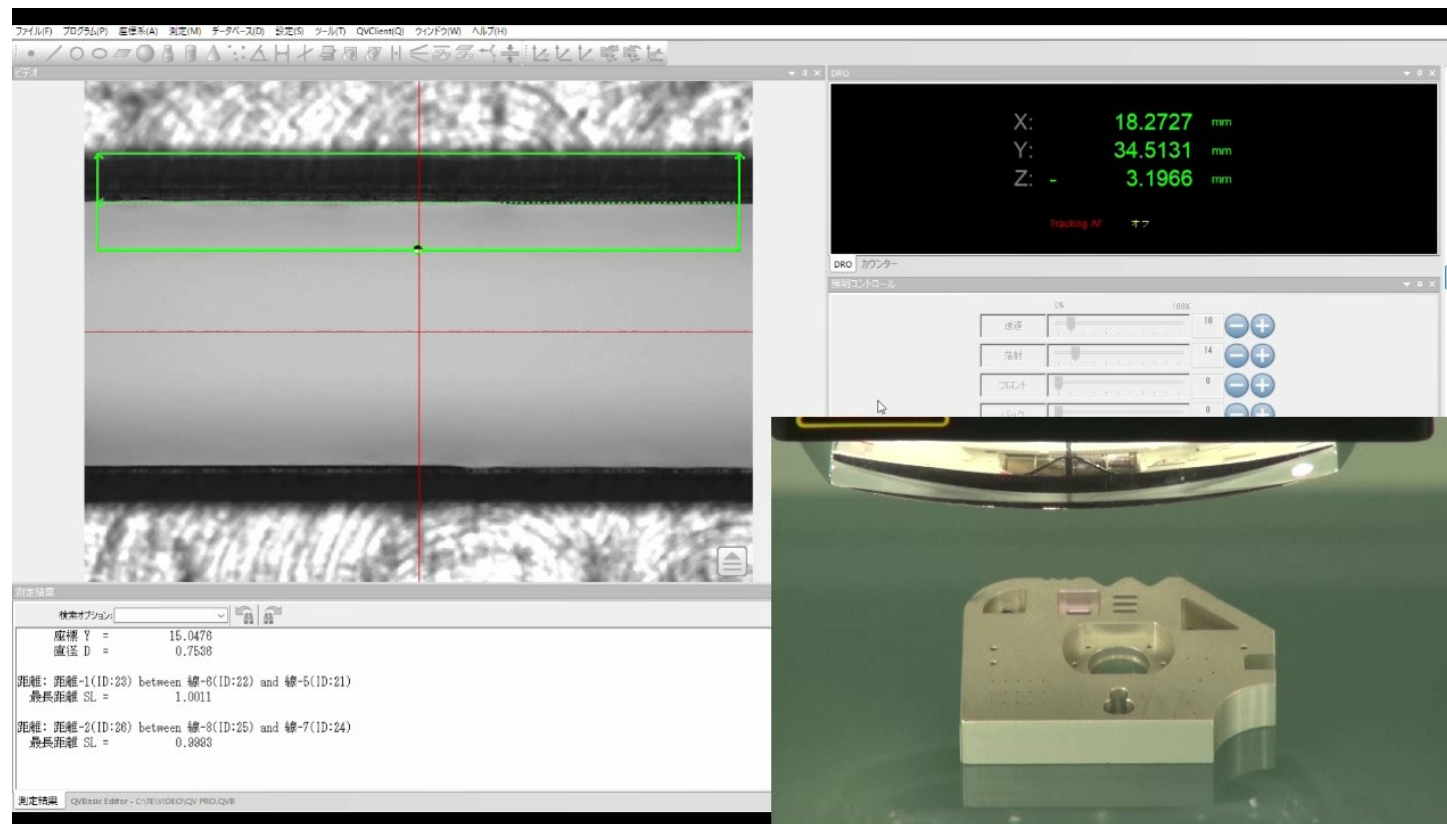 ファイル(F) プログラム(P) 座標系(A) 測定(M) データベース(D) 設定(S) ツール(T) QVClient(Q) ウィンドウ(W) ヘルプ(H)
ビデオ
DRO
X: 18.2727 mm
Y: 34.5131 mm
Z: - 3.1966 mm
Tracking AF オフ
DRO カウンター
照明コントロール
0% 100%
透過 10
落射 14
フロント 0
バック 0
測定結果
検索オプション:
座標 Y = 15.0476
直径 D = 0.7536
距離: 距離-1(ID:23) between 線-6(ID:22) and 線-5(ID:21)
最長距離 SL = 1.0011
距離: 距離-2(ID:26) between 線-8(ID:25) and 線-7(ID:24)
最長距離 SL = 0.9993
測定結果 QVBasic Editor - C:\TE\VIDEO\QV PRO.QVB